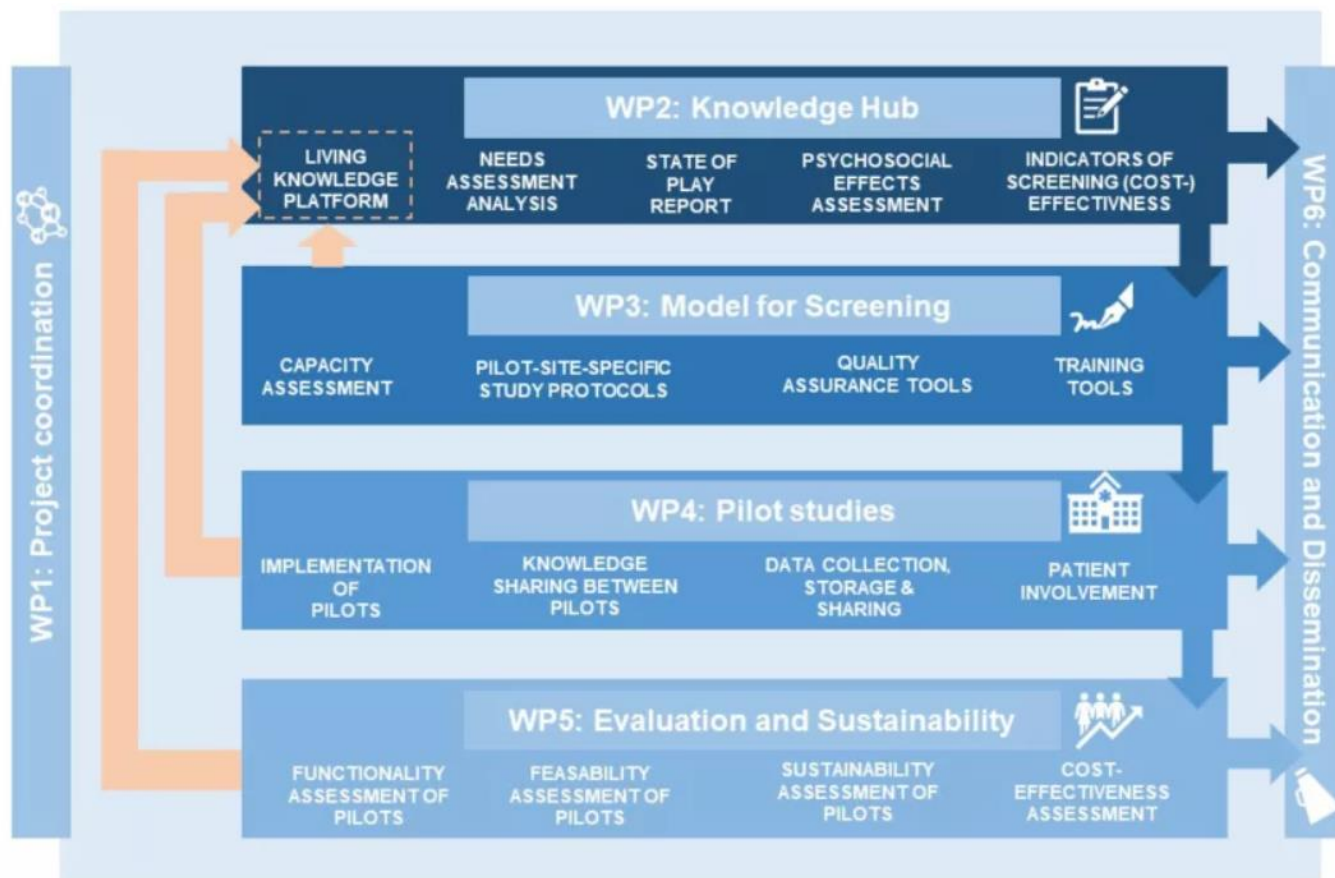 WP1: Project coordination
WP2: Knowledge Hub
LIVING
KNOWLEDGE
PLATFORM
NEEDS
ASSESSMENT
ANALYSIS
STATE OF
PLAY
REPORT
PSYCHOSOCIAL
EFFECTS
ASSESSMENT
INDICATORS OF
SCREENING (COST-)
EFFECTIVNESS
WP3: Model for Screening
CAPACITY
ASSESSMENT
PILOT-SITE-SPECIFIC
STUDY PROTOCOLS
QUALITY
ASSURANCE TOOLS
TRAINING
TOOLS
WP4: Pilot studies
IMPLEMENTATION
OF
PILOTS
KNOWLEDGE
SHARING BETWEEN
PILOTS
DATA COLLECTION,
STORAGE &
SHARING
PATIENT
INVOLVEMENT
WP5: Evaluation and Sustainability
FUNCTIONALITY
ASSESSMENT OF
PILOTS
FEASABILITY
ASSESSMENT OF
PILOTS
SUSTAINABILITY
ASSESSMENT OF
PILOTS
COST-
EFFECTIVENESS
ASSESSMENT
WP6: Communication and Dissemination